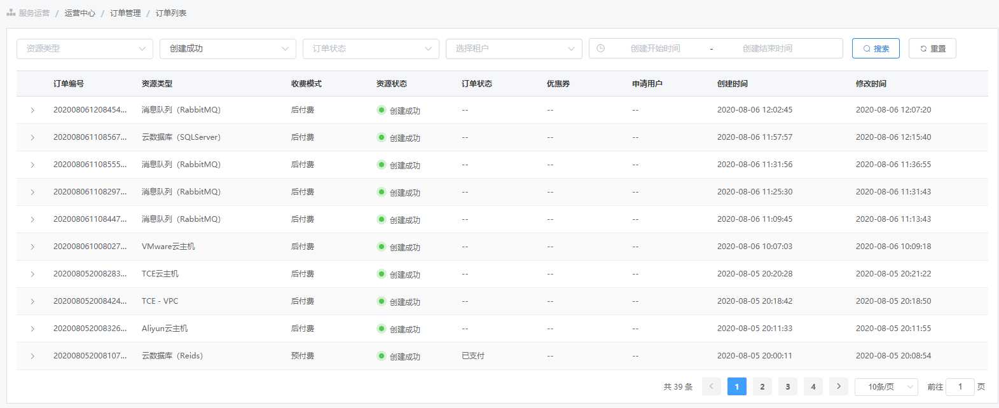 服务运营 / 运营中心 / 订单管理 / 订单列表
资源类型 创建成功 订单状态 选择租户 创建开始时间 - 创建结束时间 搜索 重置
订单编号 资源类型 收费模式 资源状态 订单状态 优惠券 申请用户 创建时间 修改时间
202008061208454... 消息队列（RabbitMQ） 后付费 创建成功 -- -- -- 2020-08-06 12:02:45 2020-08-06 12:07:20
202008061108567... 云数据库（SQLServer） 后付费 创建成功 -- -- -- 2020-08-06 11:57:57 2020-08-06 12:15:40
202008061108555... 消息队列（RabbitMQ） 后付费 创建成功 -- -- -- 2020-08-06 11:31:56 2020-08-06 11:36:55
202008061108297... 消息队列（RabbitMQ） 后付费 创建成功 -- -- -- 2020-08-06 11:25:30 2020-08-06 11:31:43
202008061108447... 消息队列（RabbitMQ） 后付费 创建成功 -- -- -- 2020-08-06 11:09:45 2020-08-06 11:13:43
202008061008027... VMware云主机 后付费 创建成功 -- -- -- 2020-08-06 10:07:03 2020-08-06 10:09:18
202008052008283... TCE云主机 后付费 创建成功 -- -- -- 2020-08-05 20:20:28 2020-08-05 20:21:22
202008052008424... TCE - VPC 后付费 创建成功 -- -- -- 2020-08-05 20:18:42 2020-08-05 20:18:50
202008052008326... Aliyun云主机 后付费 创建成功 -- -- -- 2020-08-05 20:11:33 2020-08-05 20:11:55
202008052008107... 云数据库（Reids） 预付费 创建成功 已支付 -- -- 2020-08-05 20:00:11 2020-08-05 20:08:54
共 39 条 < 1 2 3 4 > 10条/页 前往 1 页